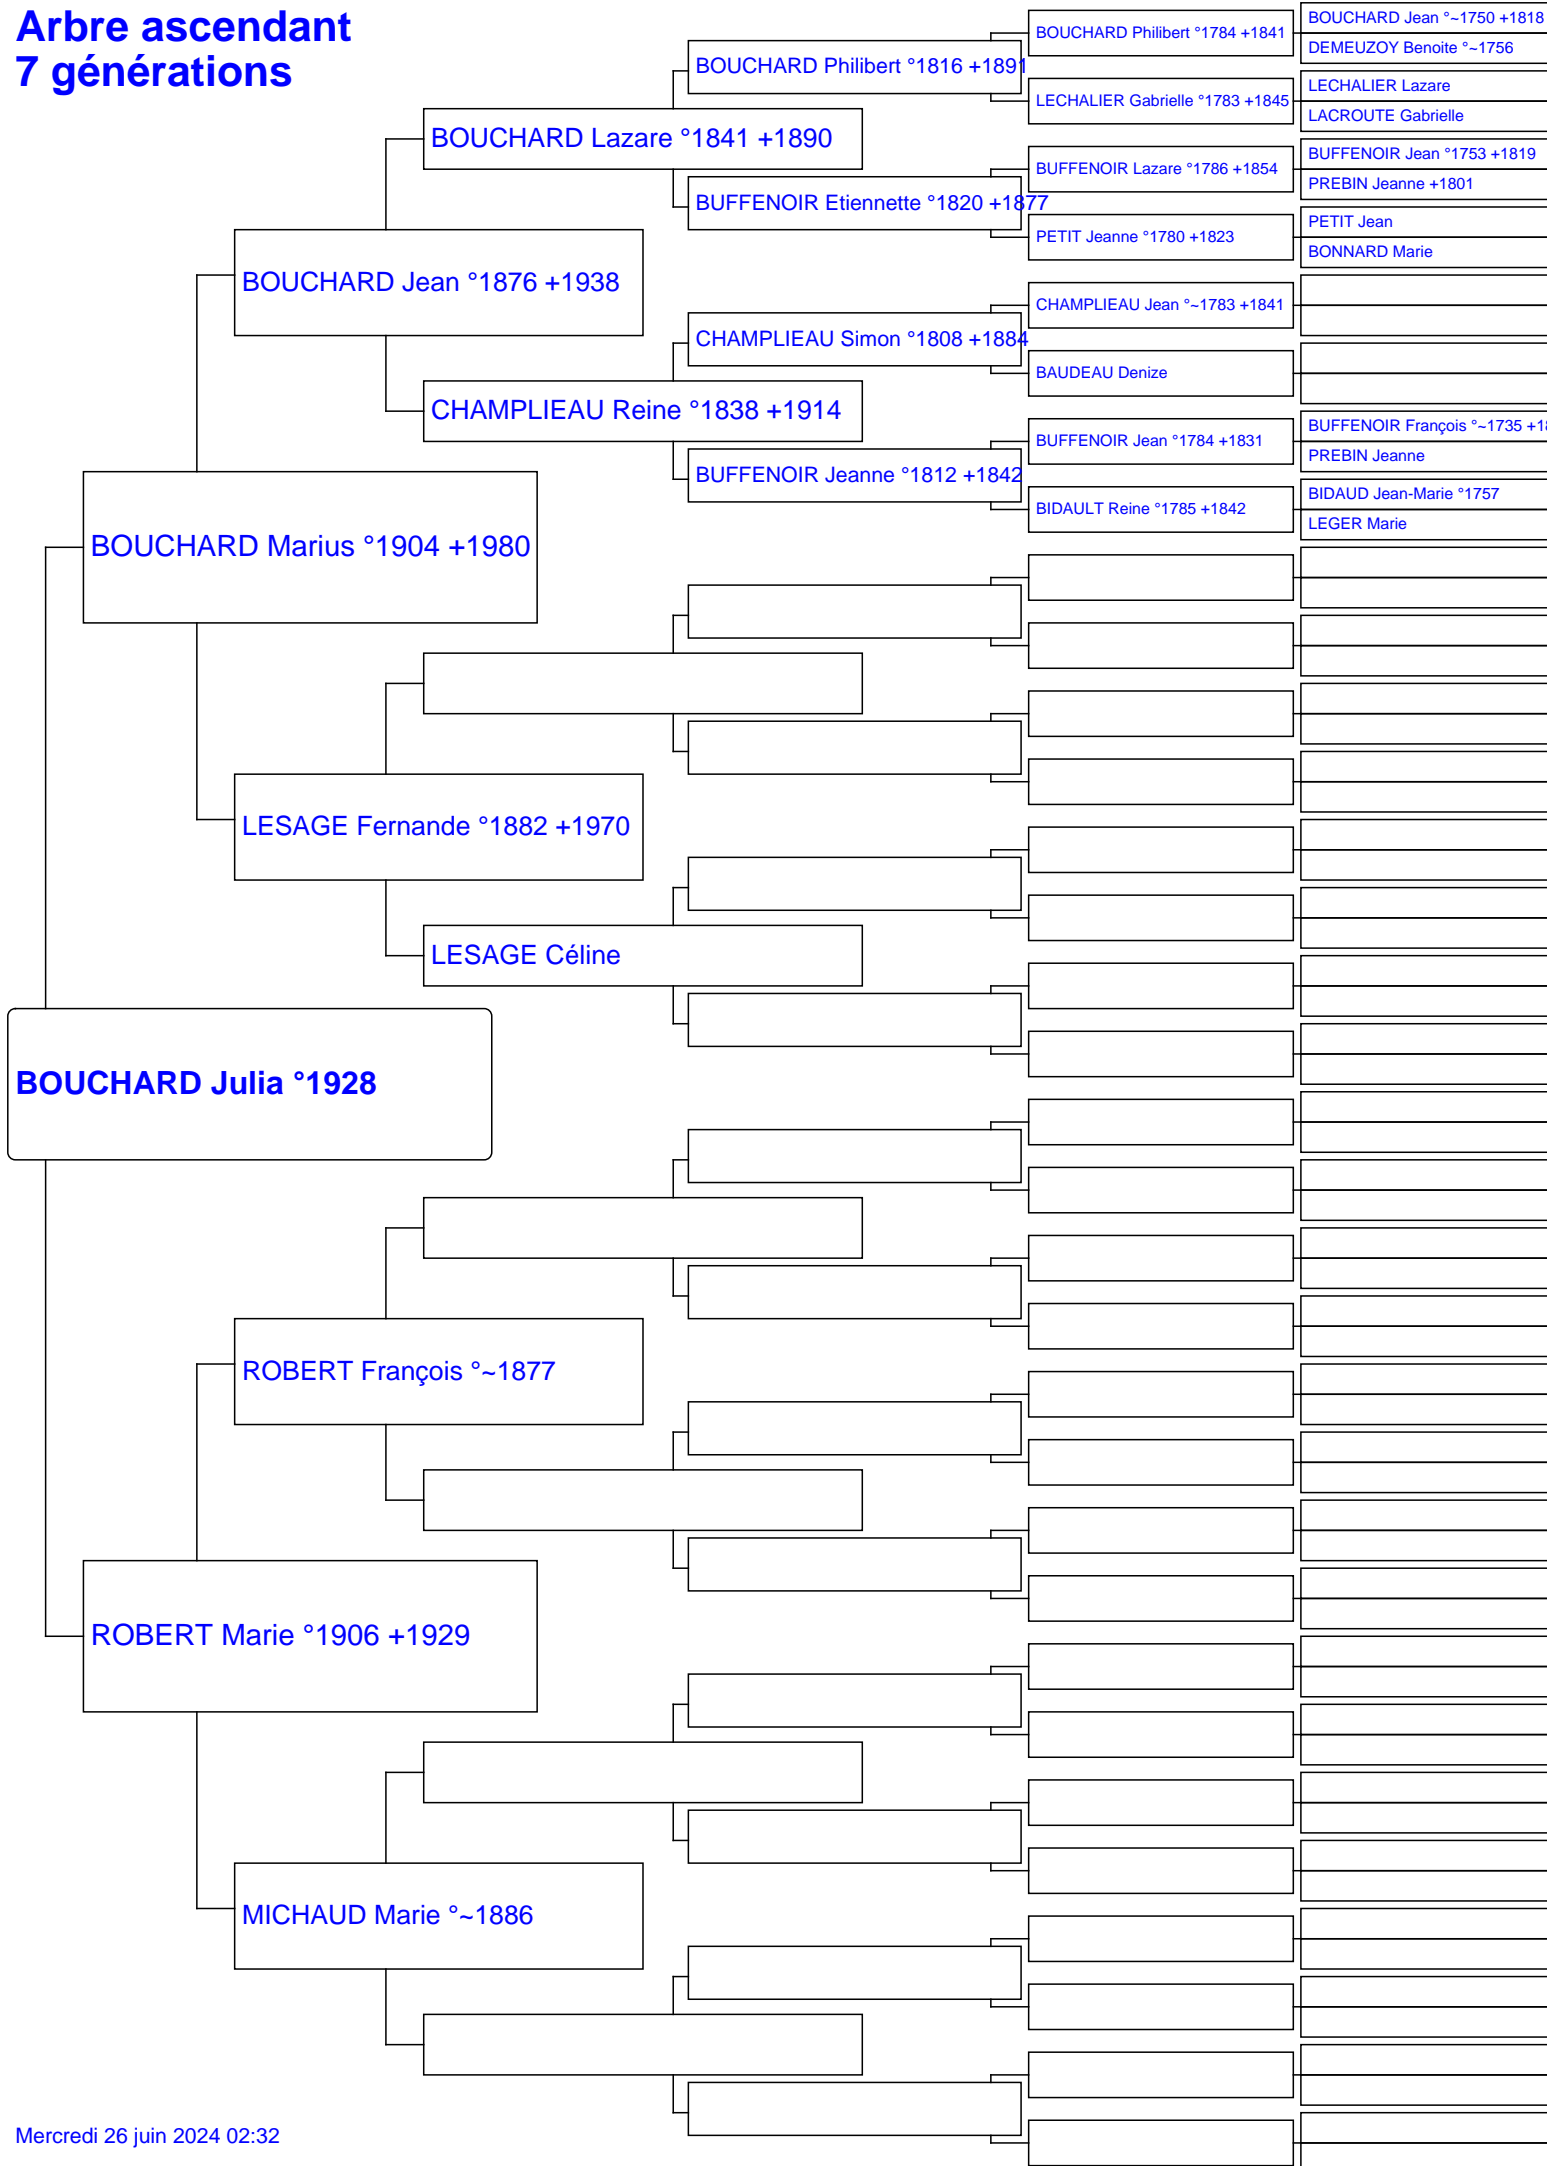 Arbre ascendant
7 générations
BOUCHARD Julia °1928
BOUCHARD Marius °1904 +1980
ROBERT Marie °1906 +1929
BOUCHARD Jean °1876 +1938
LESAGE Fernande °1882 +1970
ROBERT François °~1877
MICHAUD Marie °~1886
BOUCHARD Lazare °1841 +1890
CHAMPLIEAU Reine °1838 +1914
LESAGE Céline
BOUCHARD Philibert °1816 +1891
BUFFENOIR Etiennette °1820 +1877
CHAMPLIEAU Simon °1808 +1884
BUFFENOIR Jeanne °1812 +1842
BOUCHARD Philibert °1784 +1841
LECHALIER Gabrielle °1783 +1845
BUFFENOIR Lazare °1786 +1854
PETIT Jeanne °1780 +1823
CHAMPLIEAU Jean °~1783 +1841
BAUDEAU Denize
BUFFENOIR Jean °1784 +1831
BIDAULT Reine °1785 +1842
BOUCHARD Jean °~1750 +1818
DEMEUZOY Benoite °~1756
LECHALIER Lazare
LACROUTE Gabrielle
BUFFENOIR Jean °1753 +1819
PREBIN Jeanne +1801
PETIT Jean
BONNARD Marie
BUFFENOIR François °~1735
PREBIN Jeanne
BIDAUD Jean-Marie °1757
LEGER Marie
Mercredi 26 juin 2024 02:32